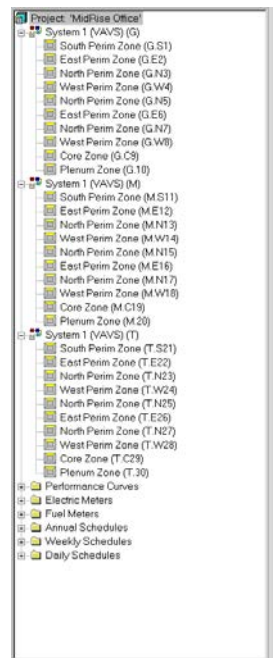 Project: 'MidRise Office'
System 1 (VAVS) (G)
South Perim Zone (G.S1)
East Perim Zone (G.E2)
North Perim Zone (G.N3)
West Perim Zone (G.W4)
North Perim Zone (G.N5)
East Perim Zone (G.E6)
North Perim Zone (G.N7)
West Perim Zone (G.W8)
Core Zone (G.C9)
Plenum Zone (G.10)
System 1 (VAVS) (M)
South Perim Zone (M.S11)
East Perim Zone (M.E12)
North Perim Zone (M.N13)
West Perim Zone (M.W14)
North Perim Zone (M.N15)
East Perim Zone (M.E16)
North Perim Zone (M.N17)
West Perim Zone (M.W18)
Core Zone (M.C19)
Plenum Zone (M.20)
System 1 (VAVS) (T)
South Perim Zone (T.S21)
East Perim Zone (T.E22)
North Perim Zone (T.N23)
West Perim Zone (T.W24)
North Perim Zone (T.N25)
East Perim Zone (T.E26)
North Perim Zone (T.N27)
West Perim Zone (T.W28)
Core Zone (T.C29)
Plenum Zone (T.30)
Performance Curves
Electric Meters
Fuel Meters
Annual Schedules
Weekly Schedules
Daily Schedules